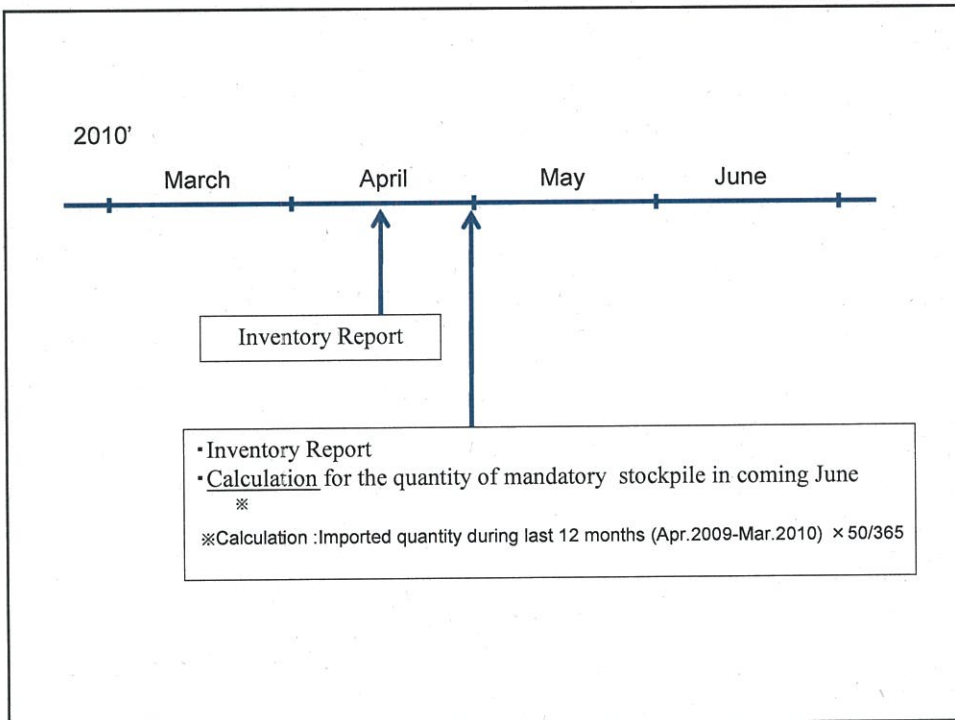 2010'
March April May June
Inventory Report
・Inventory Report
・Calculation for the quantity of mandatory stockpile in coming June
※
※Calculation :Imported quantity during last 12 months (Apr.2009-Mar.2010) ×50/365